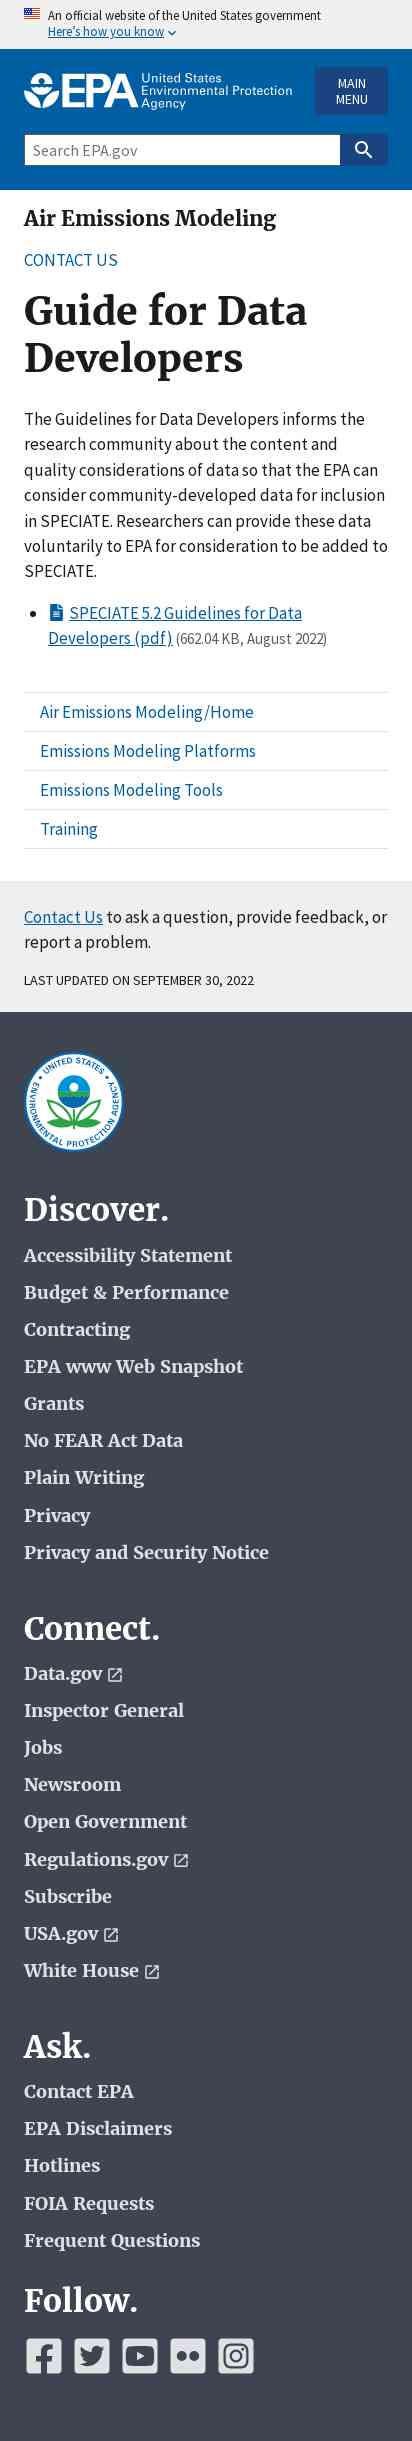 An official website of the United States government
Here's how you know
EPA United States
Environmental Protection
Agency
MAIN
MENU
Search EPA.gov
Air Emissions Modeling
CONTACT US
Guide for Data
Developers
The Guidelines for Data Developers informs the
research community about the content and
quality considerations of data so that the EPA can
consider community-developed data for inclusion
in SPECIATE. Researchers can provide these data
voluntarily to EPA for consideration to be added to
SPECIATE.
SPECIATE 5.2 Guidelines for Data
Developers (pdf) (662.04 KB, August 2022)
Air Emissions Modeling/Home
Emissions Modeling Platforms
Emissions Modeling Tools
Training
Contact Us to ask a question, provide feedback, or
report a problem.
LAST UPDATED ON SEPTEMBER 30, 2022
UNITED STATES
ENVIRONMENTAL PROTECTION AGENCY
Discover.
Accessibility Statement
Budget & Performance
Contracting
EPA www Web Snapshot
Grants
No FEAR Act Data
Plain Writing
Privacy
Privacy and Security Notice
Connect.
Data.gov
Inspector General
Jobs
Newsroom
Open Government
Regulations.gov
Subscribe
USA.gov
White House
Ask.
Contact EPA
EPA Disclaimers
Hotlines
FOIA Requests
Frequent Questions
Follow.